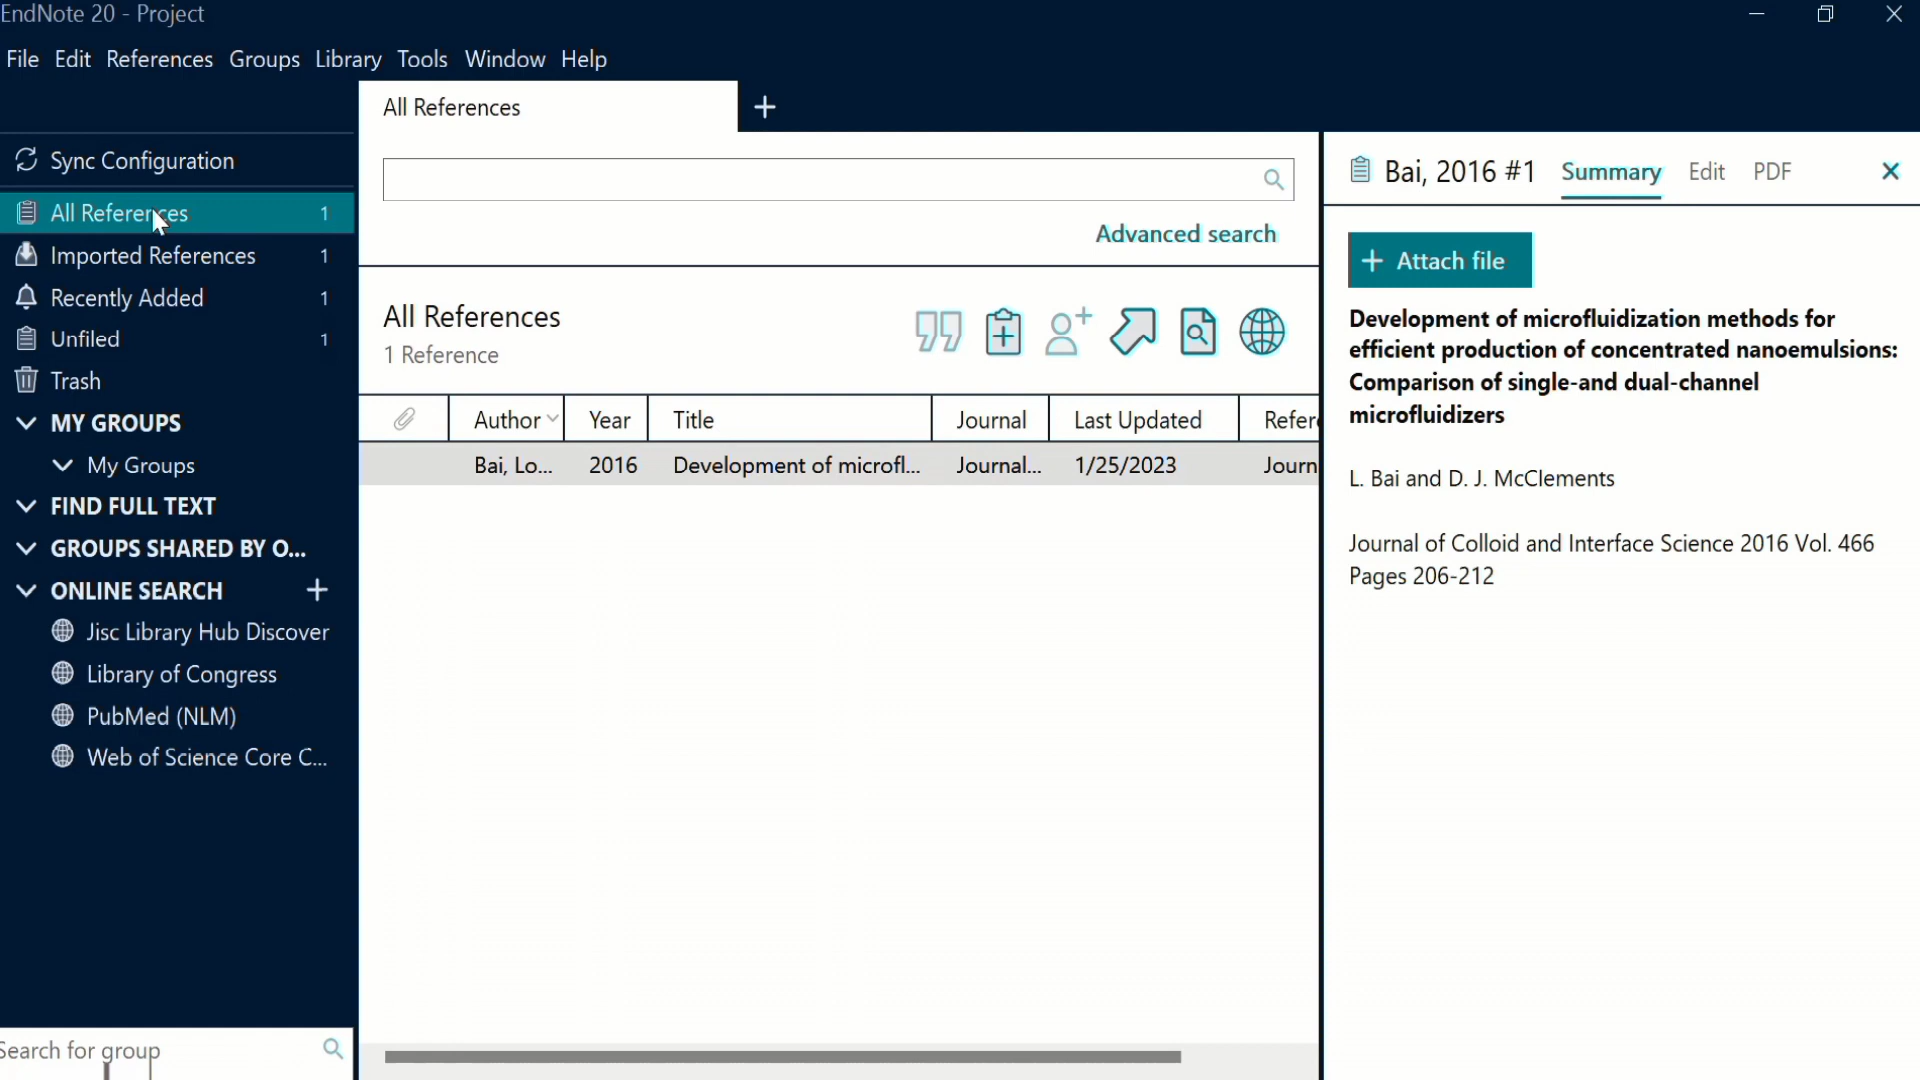 EndNote 20 - Project
File Edit References Groups Library Tools Window Help
All References
Sync Configuration
All References 1
Imported References 1
Recently Added 1
Unfiled 1
Trash
MY GROUPS
My Groups
FIND FULL TEXT
GROUPS SHARED BY O...
ONLINE SEARCH
Jisc Library Hub Discover
Library of Congress
PubMed (NLM)
Web of Science Core C...
Search for group
Advanced search
All References
1 Reference
Author Year Title Journal Last Updated Refere
Bai, Lo... 2016 Development of microfl... Journal... 1/25/2023 Journ
Bai, 2016 #1 Summary Edit PDF
+ Attach file
Development of microfluidization methods for
efficient production of concentrated nanoemulsions:
Comparison of single-and dual-channel
microfluidizers
L. Bai and D. J. McClements
Journal of Colloid and Interface Science 2016 Vol. 466
Pages 206-212